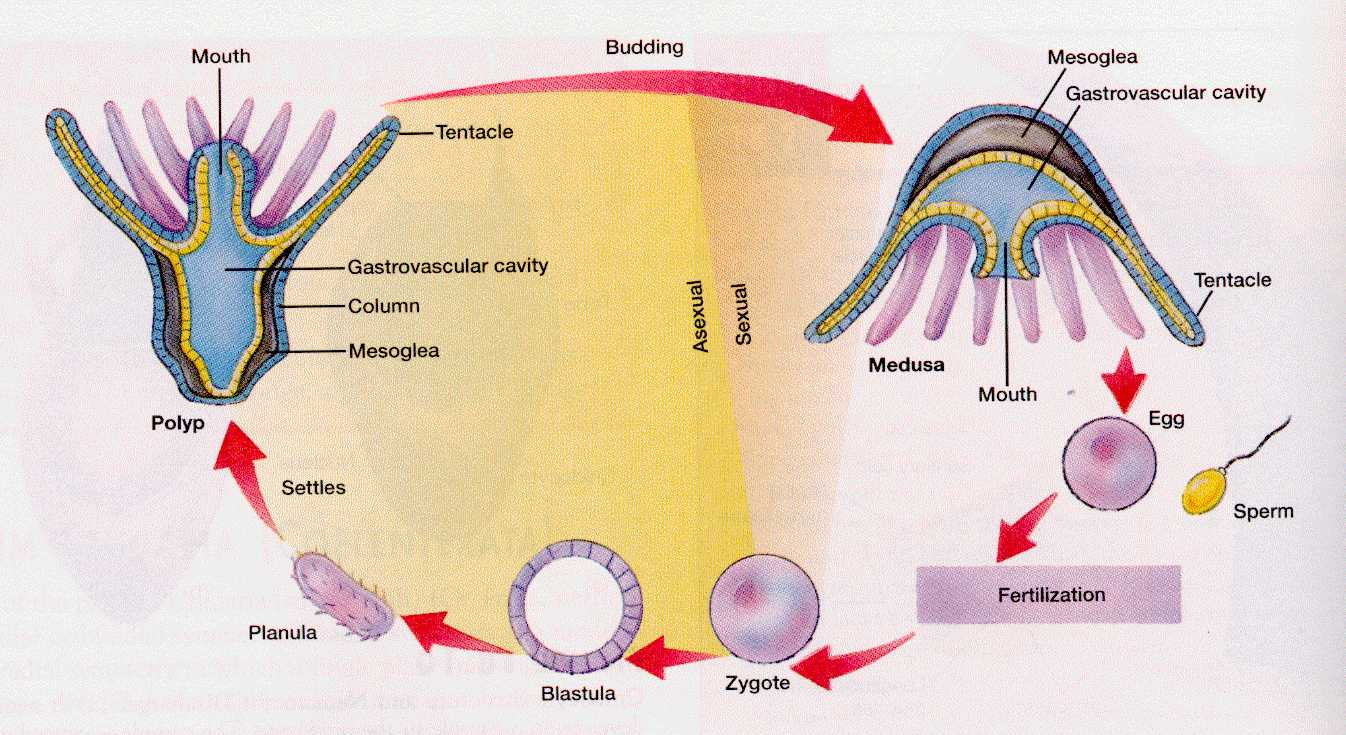 Budding
Mouth
Mesoglea
Gastrovascular cavity
Tentacle
Gastrovascular cavity
Column
Mesoglea
Polyp
Asexual
Sexual
Tentacle
Medusa
Mouth
Egg
Sperm
Settles
Fertilization
Planula
Blastula
Zygote